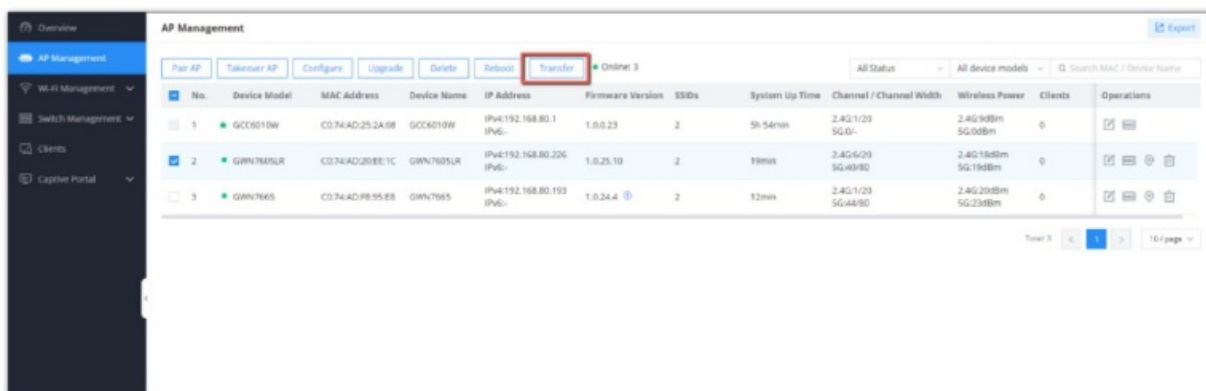 Overview
AP Management
Wi-Fi Management
Switch Management
Clients
Captive Portal
AP Management
Export
Pair AP Takeover AP Configure Upgrade Delete Reboot Transfer Online: 3 All Status All device models Search MAC / Device Name
No. Device Model MAC Address Device Name IP Address Firmware Version SSIDs System Up Time Channel / Channel Width Wireless Power Clients Operations
1 GCC6010W C0:74:AD:25:2A:08 GCC6010W IPv4:192.168.80.1 1.0.0.23 2 5h 54min 2.4G:1/20 2.4G:9dBm 0
IPv6:- 5G:0/- 5G:0dBm
2 GWN7605LR C0:74:AD:20:EE:1C GWN7605LR IPv4:192.168.80.226 1.0.25.10 2 19min 2.4G:6/20 2.4G:18dBm 0
IPv6:- 5G:40/80 5G:19dBm
3 GWN7665 C0:74:AD:F8:95:E8 GWN7665 IPv4:192.168.80.193 1.0.24.4 2 12min 2.4G:1/20 2.4G:20dBm 0
IPv6:- 5G:44/80 5G:23dBm
Total: 3 1 10 / page